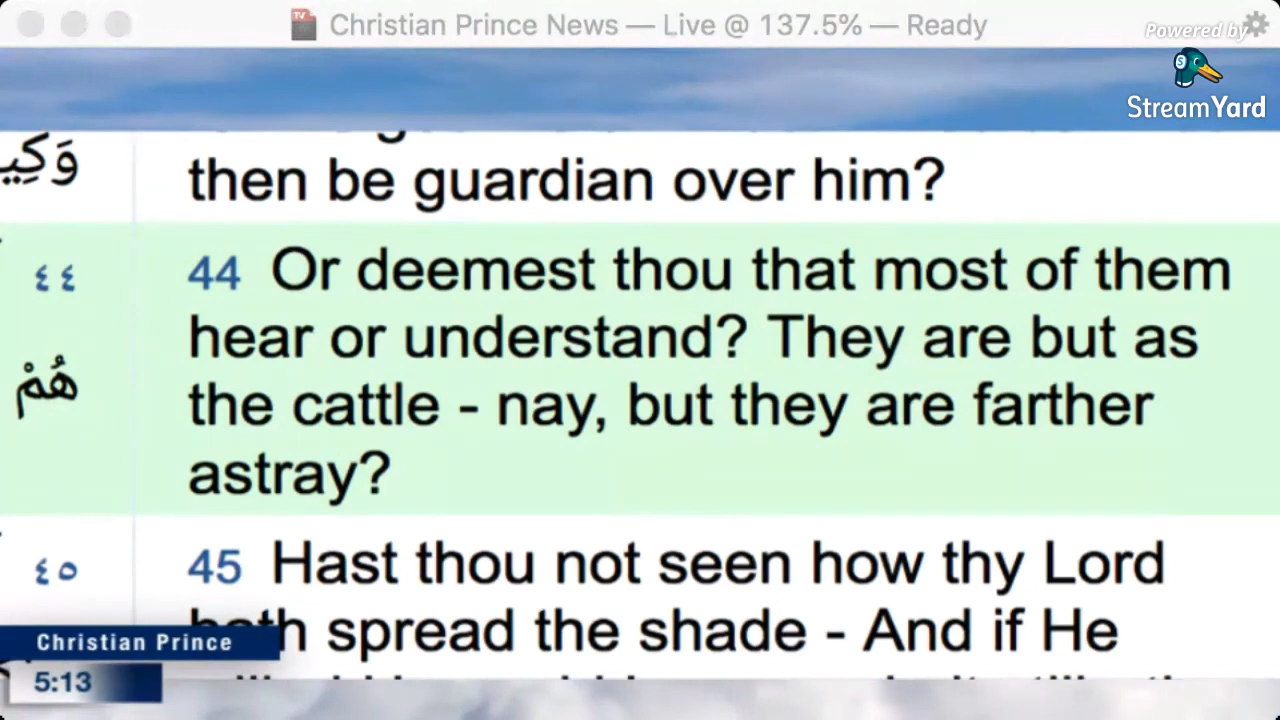 Christian Prince News — Live @ 137.5% — Ready
Powered by
StreamYard
then be guardian over him?
٤٤
44 Or deemest thou that most of them
hear or understand? They are but as
هُمْ
the cattle - nay, but they are farther
astray?
٤٥
45 Hast thou not seen how thy Lord
hath spread the shade - And if He
Christian Prince
5:13